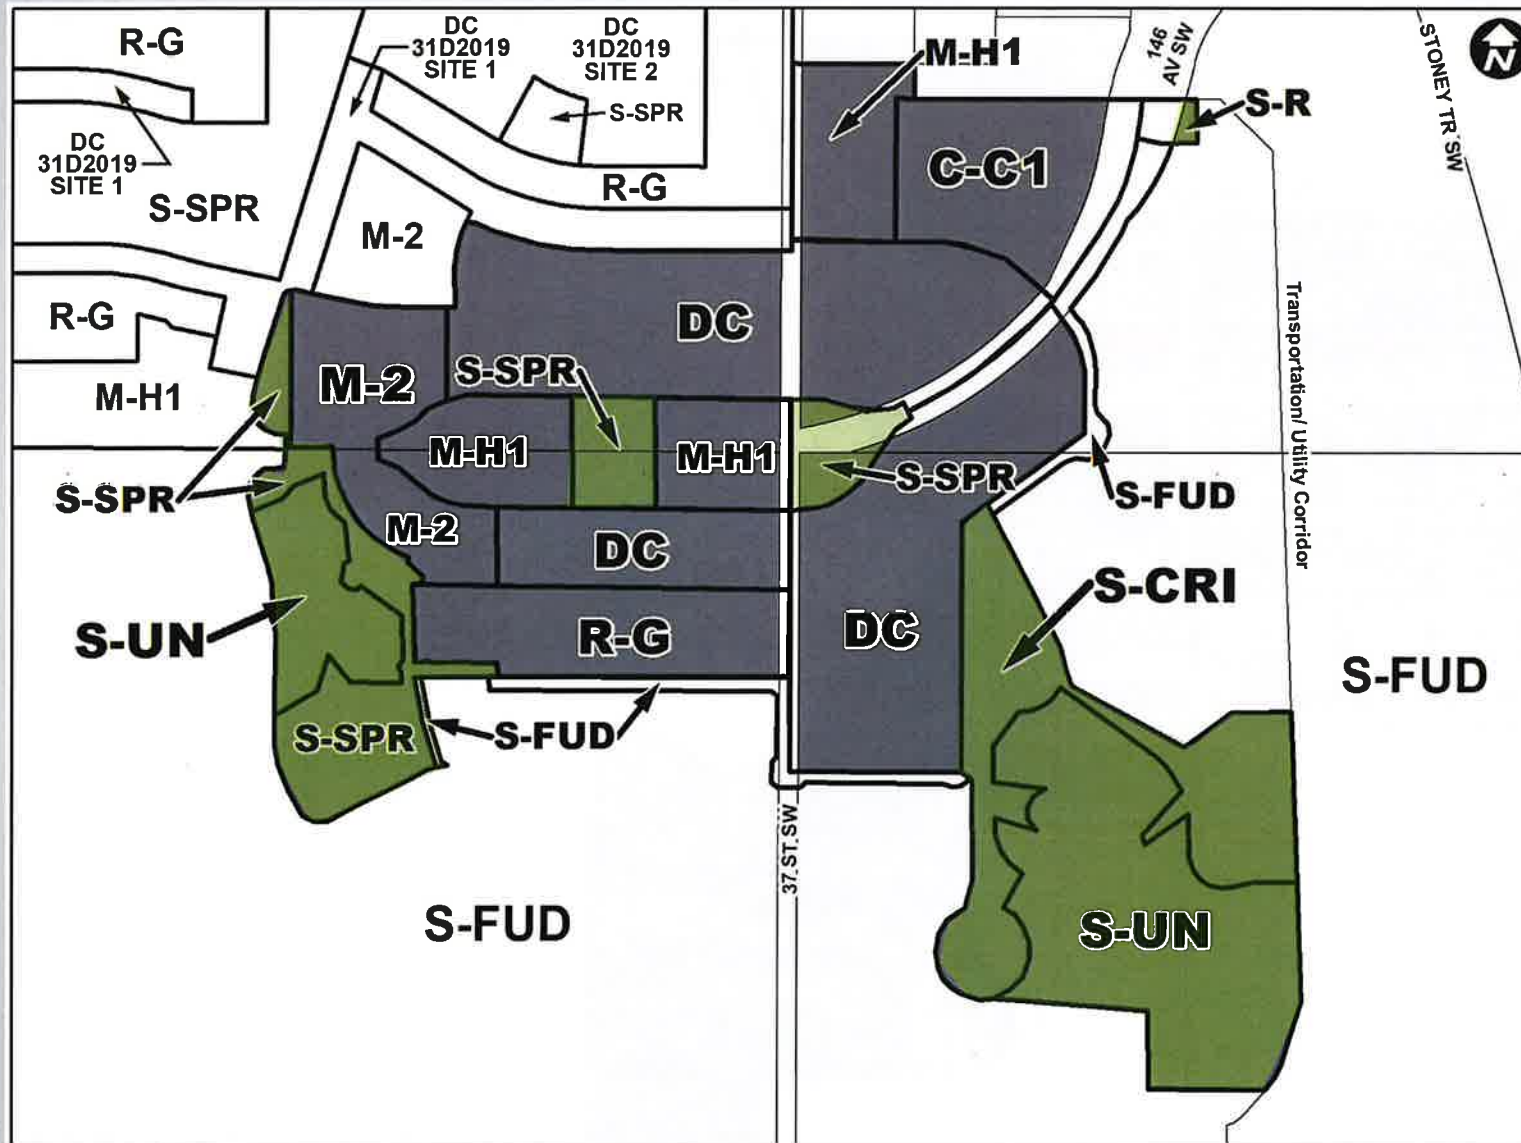 R-G
DC
31D2019
SITE 1
DC
31D2019
SITE 2
M-H1
146
AV SW
STONEY TR SW
N
S-SPR
S-R
DC
31D2019
SITE 1
C-C1
S-SPR
R-G
M-2
R-G
DC
Transportation/ Utility Corridor
M-H1
M-2
S-SPR
M-H1
M-H1
S-SPR
S-SPR
S-FUD
M-2
DC
S-CRI
S-UN
R-G
DC
S-FUD
S-SPR
S-FUD
37 ST SW
S-FUD
S-UN